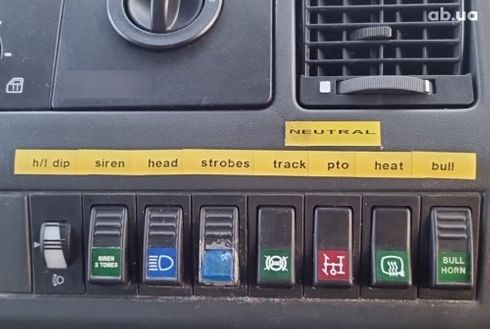 ab.ua
NEUTRAL
h/l dip siren head strobes track pto heat bull
SIREN
2 TONES
BULL
HORN